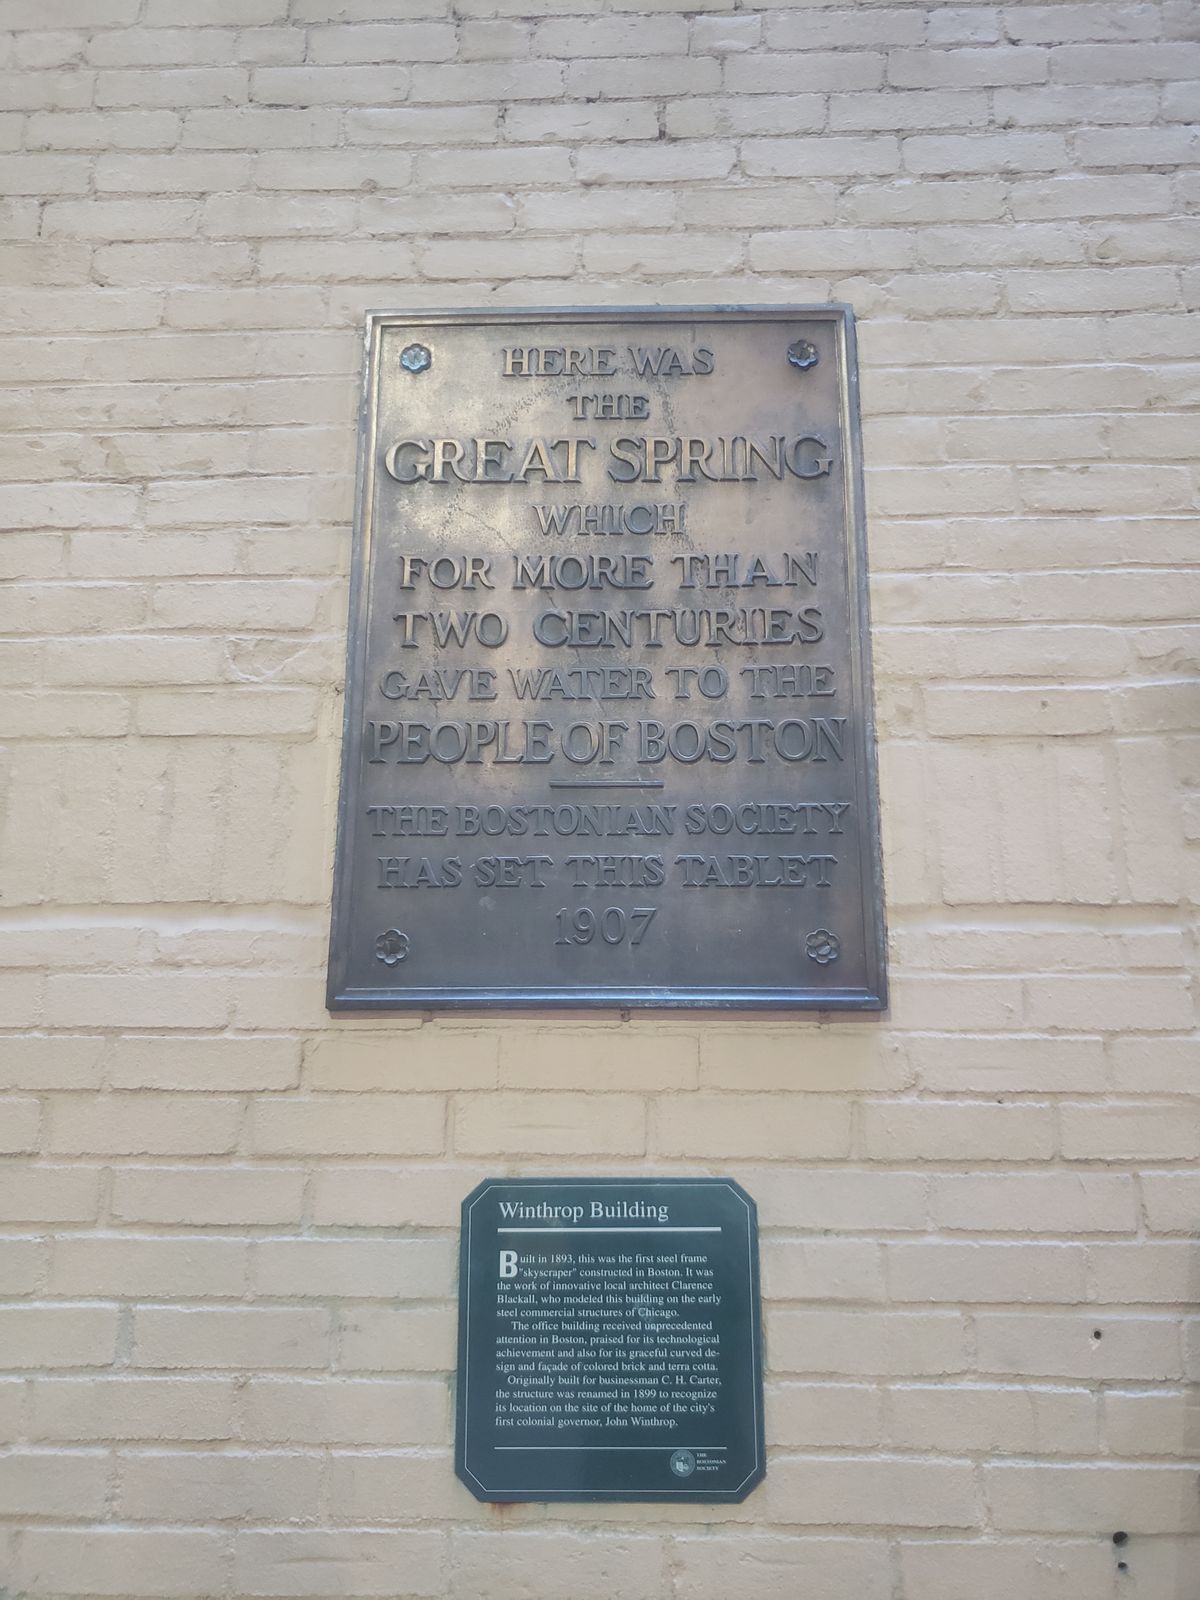 HERE WAS
THE
GREAT SPRING
WHICH
FOR MORE THAN
TWO CENTURIES
GAVE WATER TO THE
PEOPLE OF BOSTON
THE BOSTONIAN SOCIETY
HAS SET THIS TABLET
1907
Winthrop Building
Built in 1893, this was the first steel frame
"skyscraper" constructed in Boston. It was
the work of innovative local architect Clarence
Blackall, who modeled this building on the early
steel commercial structures of Chicago.
The office building received unprecedented
attention in Boston, praised for its technological
achievement and also for its graceful curved de-
sign and façade of colored brick and terra cotta.
Originally built for businessman C. H. Carter,
the structure was renamed in 1899 to recognize
its location on the site of the home of the city's
first colonial governor, John Winthrop.
THE
BOSTONIAN
SOCIETY